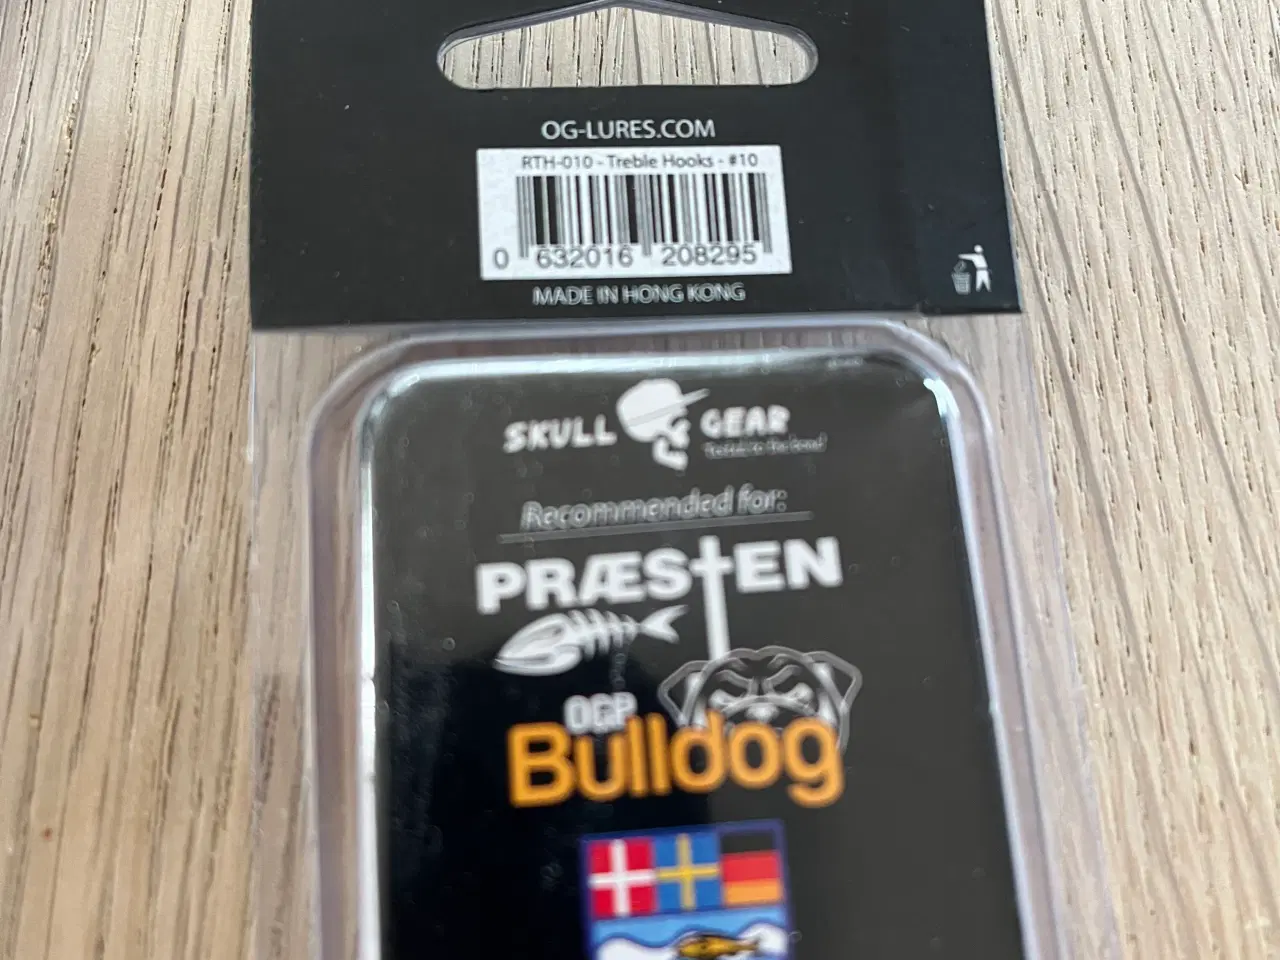 OG-LURES.COM
RTH-010 - Treble Hooks - #10
0 632016 208295
MADE IN HONG KONG
SKULL GEAR
Recommended for:
PRÆSTEN
OGP
Bulldog